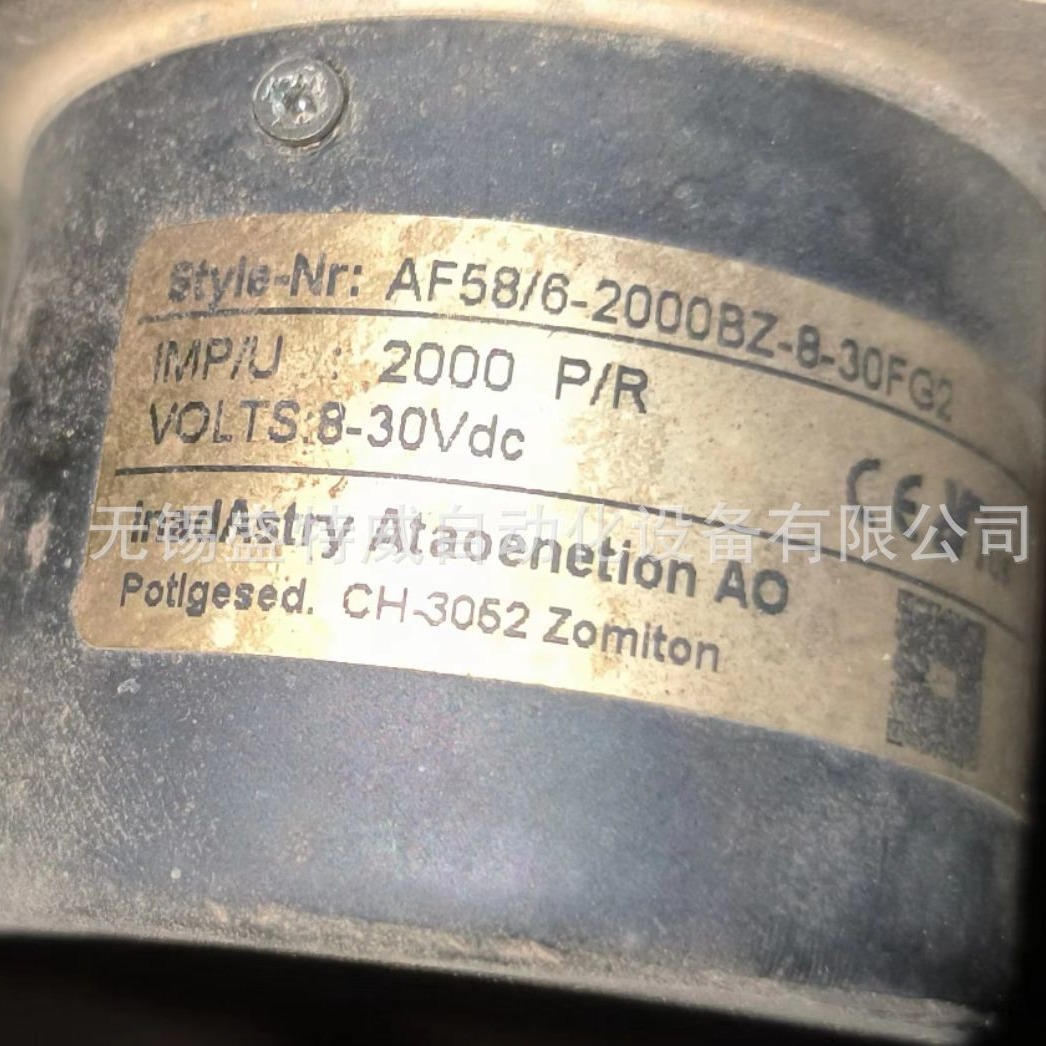 Style-Nr: AF58/6-2000BZ-8-30FG2
IMP/U : 2000 P/R
VOLTS:8-30Vdc
CE
无锡盛特威自动化设备有限公司
Ataoenetion AO
Potlgesed. CH-3052 Zomiton